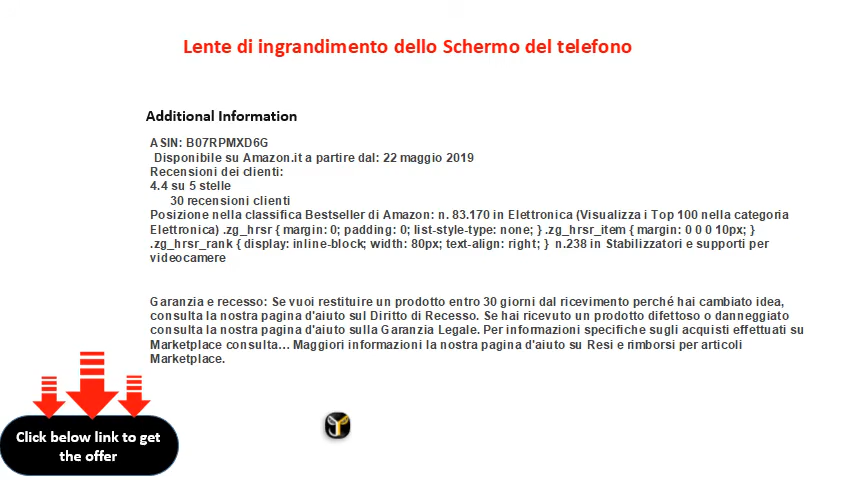 Lente di ingrandimento dello Schermo del telefono
Additional Information
ASIN: B07RPMXD6G
Disponibile su Amazon.it a partire dal: 22 maggio 2019
Recensioni dei clienti:
4.4 su 5 stelle
30 recensioni clienti
Posizione nella classifica Bestseller di Amazon: n. 83.170 in Elettronica (Visualizza i Top 100 nella categoria
Elettronica) .zg_hrsr { margin: 0; padding: 0; list-style-type: none; } .zg_hrsr_item { margin: 0 0 0 10px; }
.zg_hrsr_rank { display: inline-block; width: 80px; text-align: right; } n.238 in Stabilizzatori e supporti per
videocamere
Garanzia e recesso: Se vuoi restituire un prodotto entro 30 giorni dal ricevimento perché hai cambiato idea,
consulta la nostra pagina d'aiuto sul Diritto di Recesso. Se hai ricevuto un prodotto difettoso o danneggiato
consulta la nostra pagina d'aiuto sulla Garanzia Legale. Per informazioni specifiche sugli acquisti effettuati su
Marketplace consulta... Maggiori informazioni la nostra pagina d'aiuto su Resi e rimborsi per articoli
Marketplace.
Click below link to get
the offer